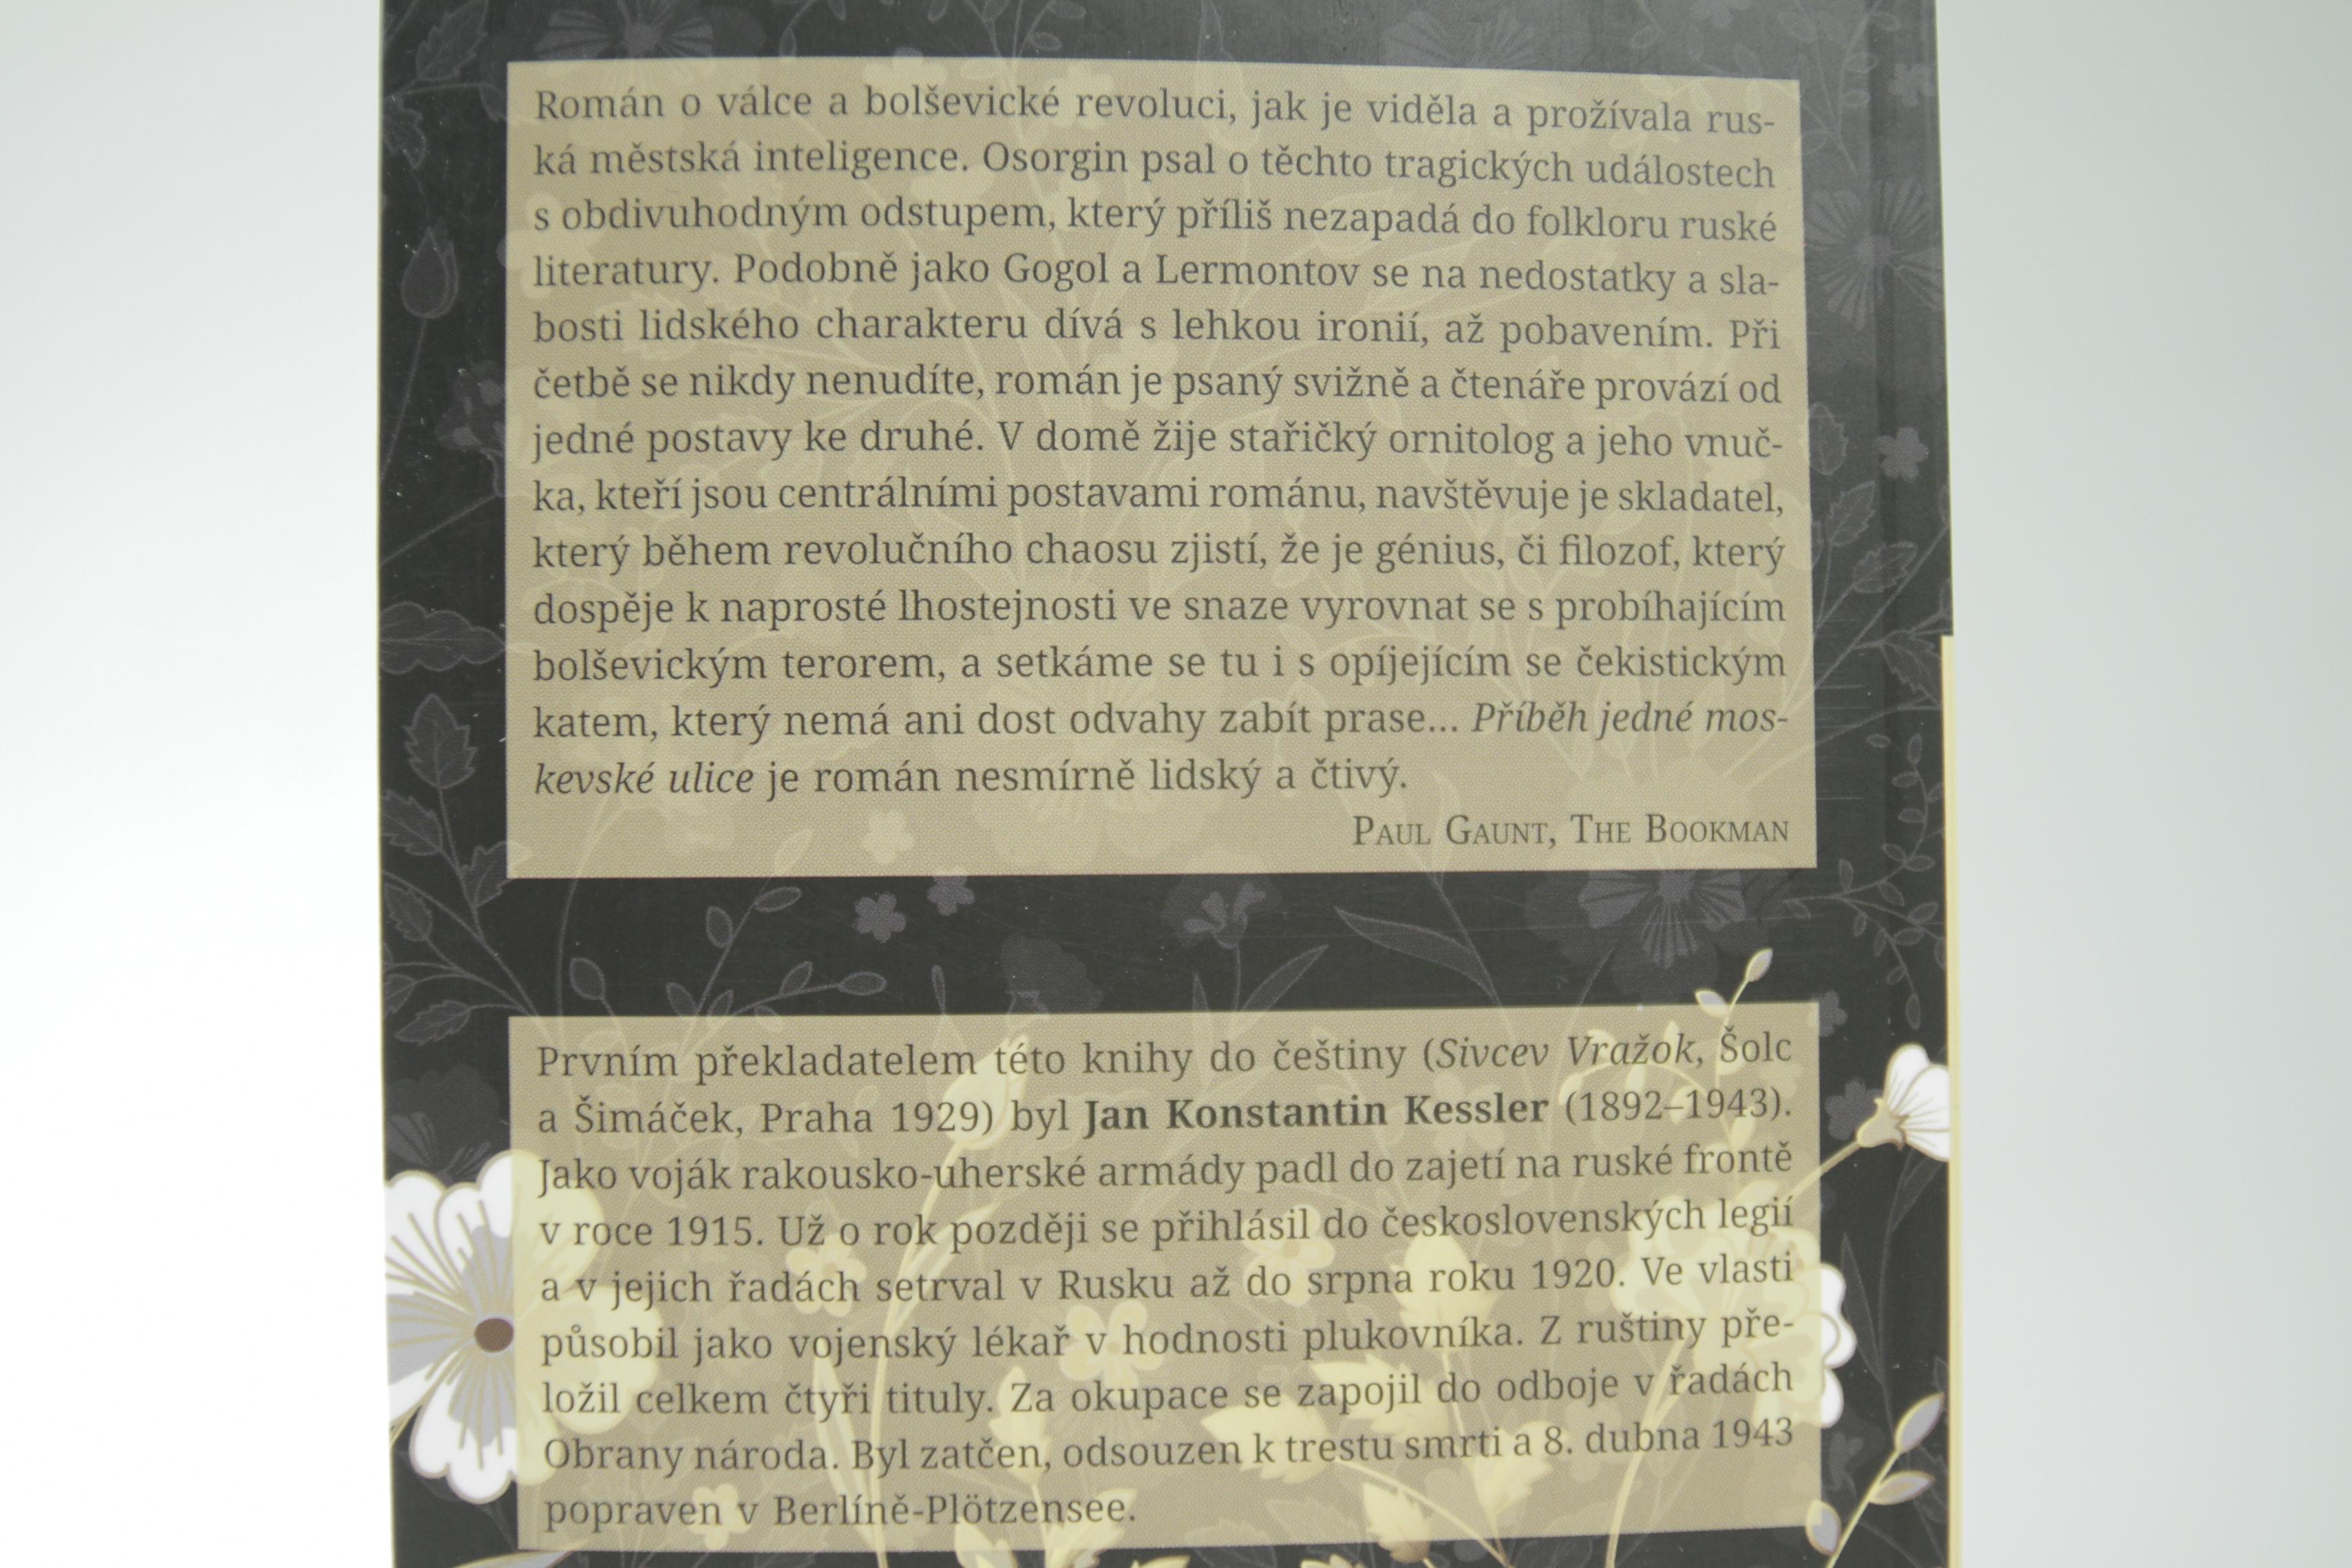 Román o válce a bolševické revoluci, jak je viděla a prožívala rus-
ká městská inteligence. Osorgin psal o těchto tragických událostech
s obdivuhodným odstupem, který příliš nezapadá do folkloru ruské
literatury. Podobně jako Gogol a Lermontov se na nedostatky a sla-
bosti lidského charakteru dívá s lehkou ironií, až pobavením. Při
četbě se nikdy nenudíte, román je psaný svižně a čtenáře provází od
jedné postavy ke druhé. V domě žije stařičký ornitolog a jeho vnuč-
ka, kteří jsou centrálními postavami románu, navštěvuje je skladatel,
který během revolučního chaosu zjistí, že je génius, či filozof, který
dospěje k naprosté lhostejnosti ve snaze vyrovnat se s probíhajícím
bolševickým terorem, a setkáme se tu i s opíjejícím se čekistickým
katem, který nemá ani dost odvahy zabít prase... Příběh jedné mos-
kevské ulice je román nesmírně lidský a čtivý.
Paul Gaunt, The Bookman
Prvním překladatelem této knihy do češtiny (Sivcev Vražok, Šolc
a Šimáček, Praha 1929) byl Jan Konstantin Kessler (1892–1943).
Jako voják rakousko-uherské armády padl do zajetí na ruské frontě
v roce 1915. Už o rok později se přihlásil do československých legií
a v jejich řadách setrval v Rusku až do srpna roku 1920. Ve vlasti
působil jako vojenský lékař v hodnosti plukovníka. Z ruštiny pře-
ložil celkem čtyři tituly. Za okupace se zapojil do odboje v řadách
Obrany národa. Byl zatčen, odsouzen k trestu smrti a 8. dubna 1943
popraven v Berlíně-Plötzensee.